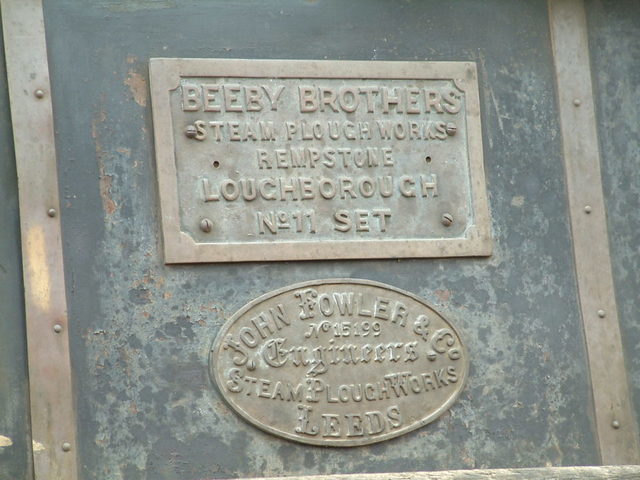 BEEBY BROTHERS
STEAM PLOUGH WORKS
REMPSTONE
LOUGHBOROUGH
No 11 SET
JOHN FOWLER & Co
No 15199
Engineers
STEAM PLOUGH WORKS
LEEDS